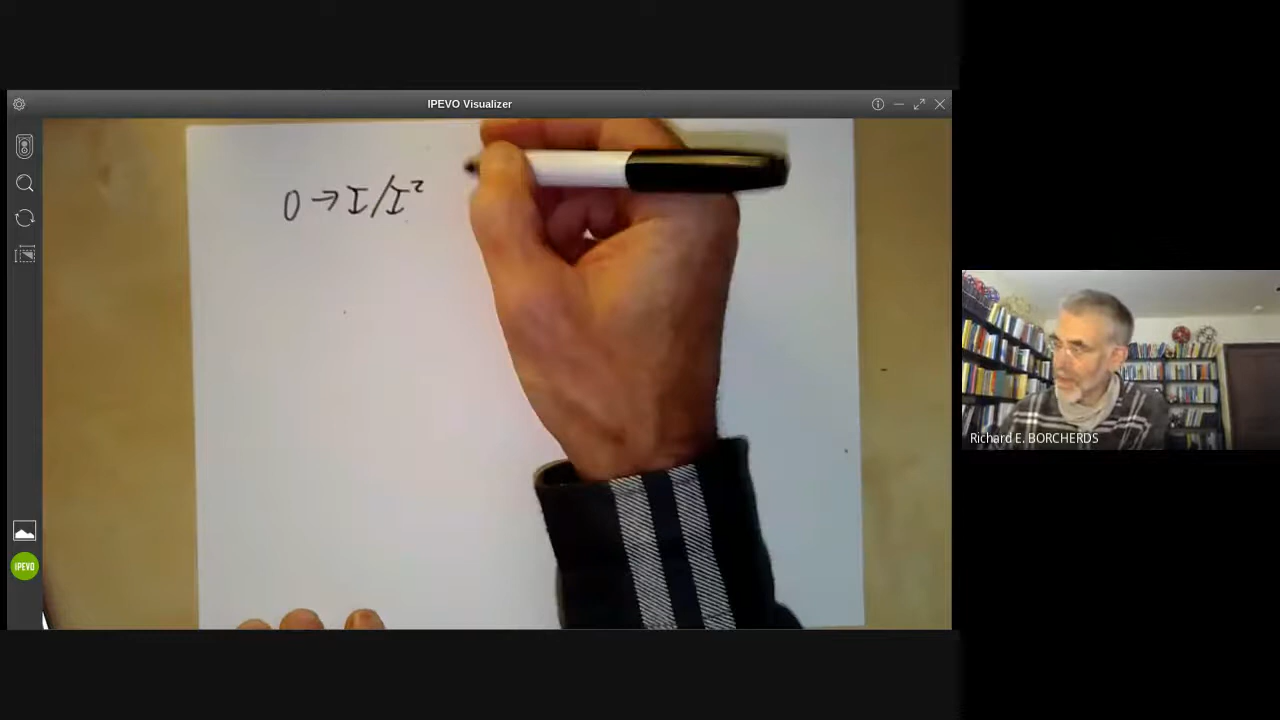 IPEVO Visualizer
0 → I/I²
Richard E. BORCHERDS
IPEVO